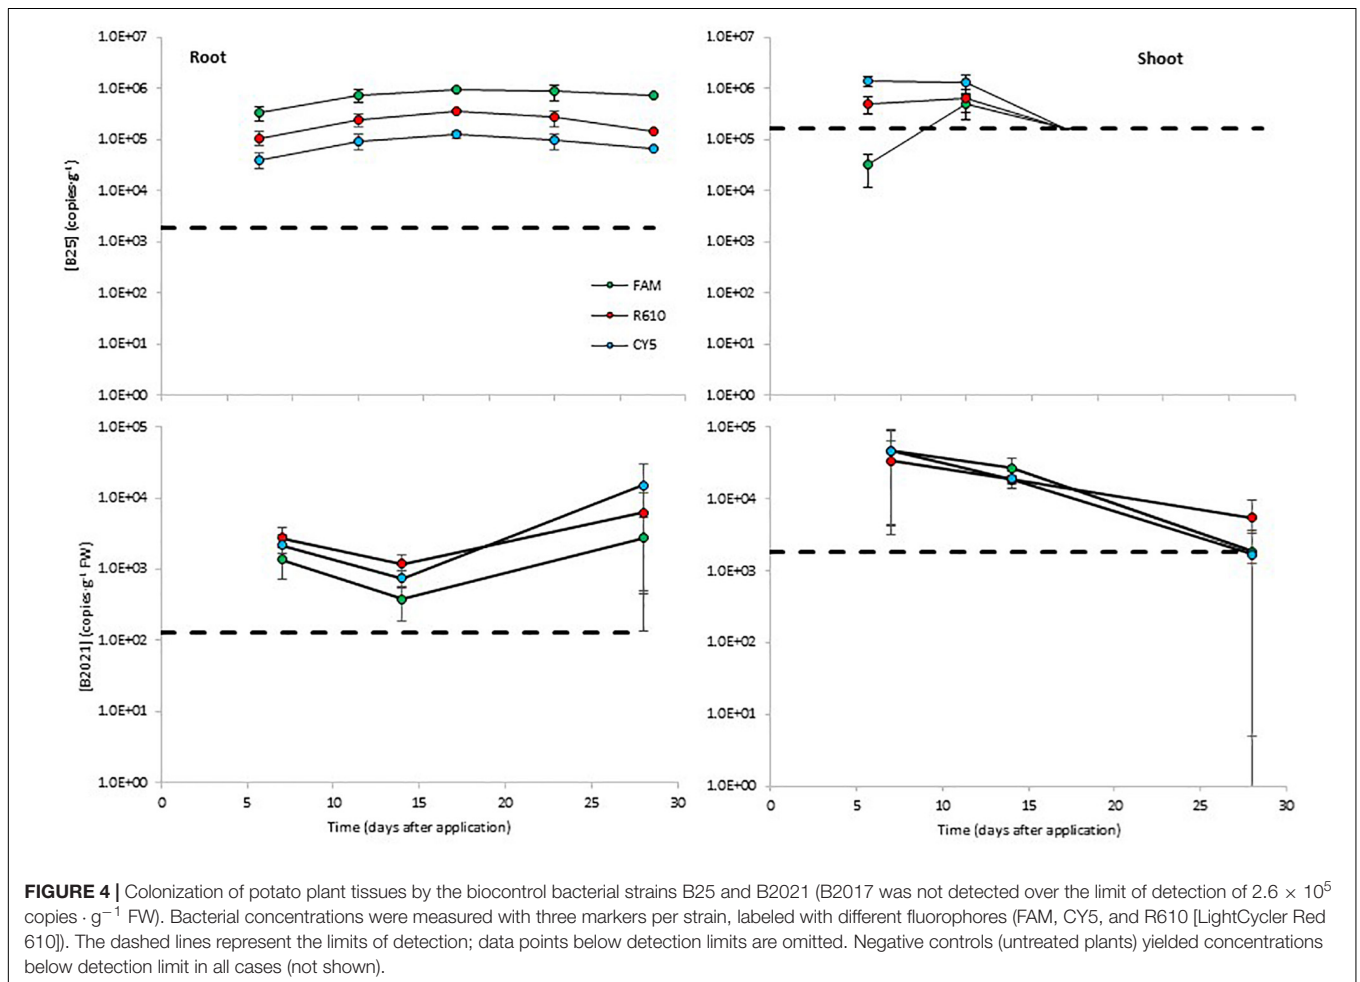 1.0E+07
1.0E+06
1.0E+05
1.0E+04
1.0E+03
1.0E+02
1.0E+01
1.0E+00
[B25] (copies·g⁻¹)
Root
FAM
R610
CY5
1.0E+07
1.0E+06
1.0E+05
1.0E+04
1.0E+03
1.0E+02
1.0E+01
1.0E+00
Shoot
1.0E+05
1.0E+04
1.0E+03
1.0E+02
1.0E+01
1.0E+00
[B2021] (copies·g⁻¹ FW)
0 5 10 15 20 25 30
Time (days after application)
1.0E+05
1.0E+04
1.0E+03
1.0E+02
1.0E+01
1.0E+00
0 5 10 15 20 25 30
Time (days after application)
FIGURE 4 | Colonization of potato plant tissues by the biocontrol bacterial strains B25 and B2021 (B2017 was not detected over the limit of detection of 2.6 × 10⁵
copies · g⁻¹ FW). Bacterial concentrations were measured with three markers per strain, labeled with different fluorophores (FAM, CY5, and R610 [LightCycler Red
610]). The dashed lines represent the limits of detection; data points below detection limits are omitted. Negative controls (untreated plants) yielded concentrations
below detection limit in all cases (not shown).